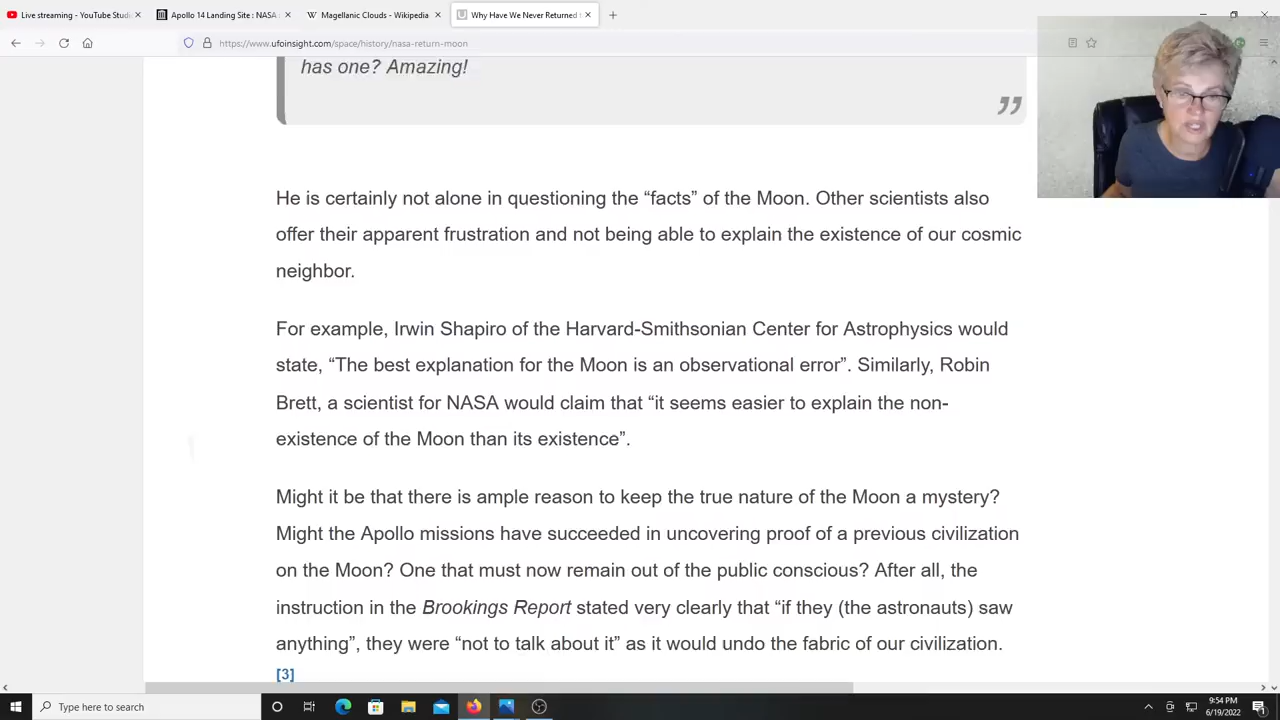 Live streaming - YouTube Studi
Apollo 14 Landing Site : NASA
Magellanic Clouds - Wikipedia
Why Have We Never Returned t
https://www.ufoinsight.com/space/history/nasa-return-moon
has one? Amazing!
”
He is certainly not alone in questioning the “facts” of the Moon. Other scientists also
offer their apparent frustration and not being able to explain the existence of our cosmic
neighbor.
For example, Irwin Shapiro of the Harvard-Smithsonian Center for Astrophysics would
state, “The best explanation for the Moon is an observational error”. Similarly, Robin
Brett, a scientist for NASA would claim that “it seems easier to explain the non-
existence of the Moon than its existence”.
Might it be that there is ample reason to keep the true nature of the Moon a mystery?
Might the Apollo missions have succeeded in uncovering proof of a previous civilization
on the Moon? One that must now remain out of the public conscious? After all, the
instruction in the Brookings Report stated very clearly that “if they (the astronauts) saw
anything”, they were “not to talk about it” as it would undo the fabric of our civilization.
[3]
Type here to search
9:54 PM
6/19/2022